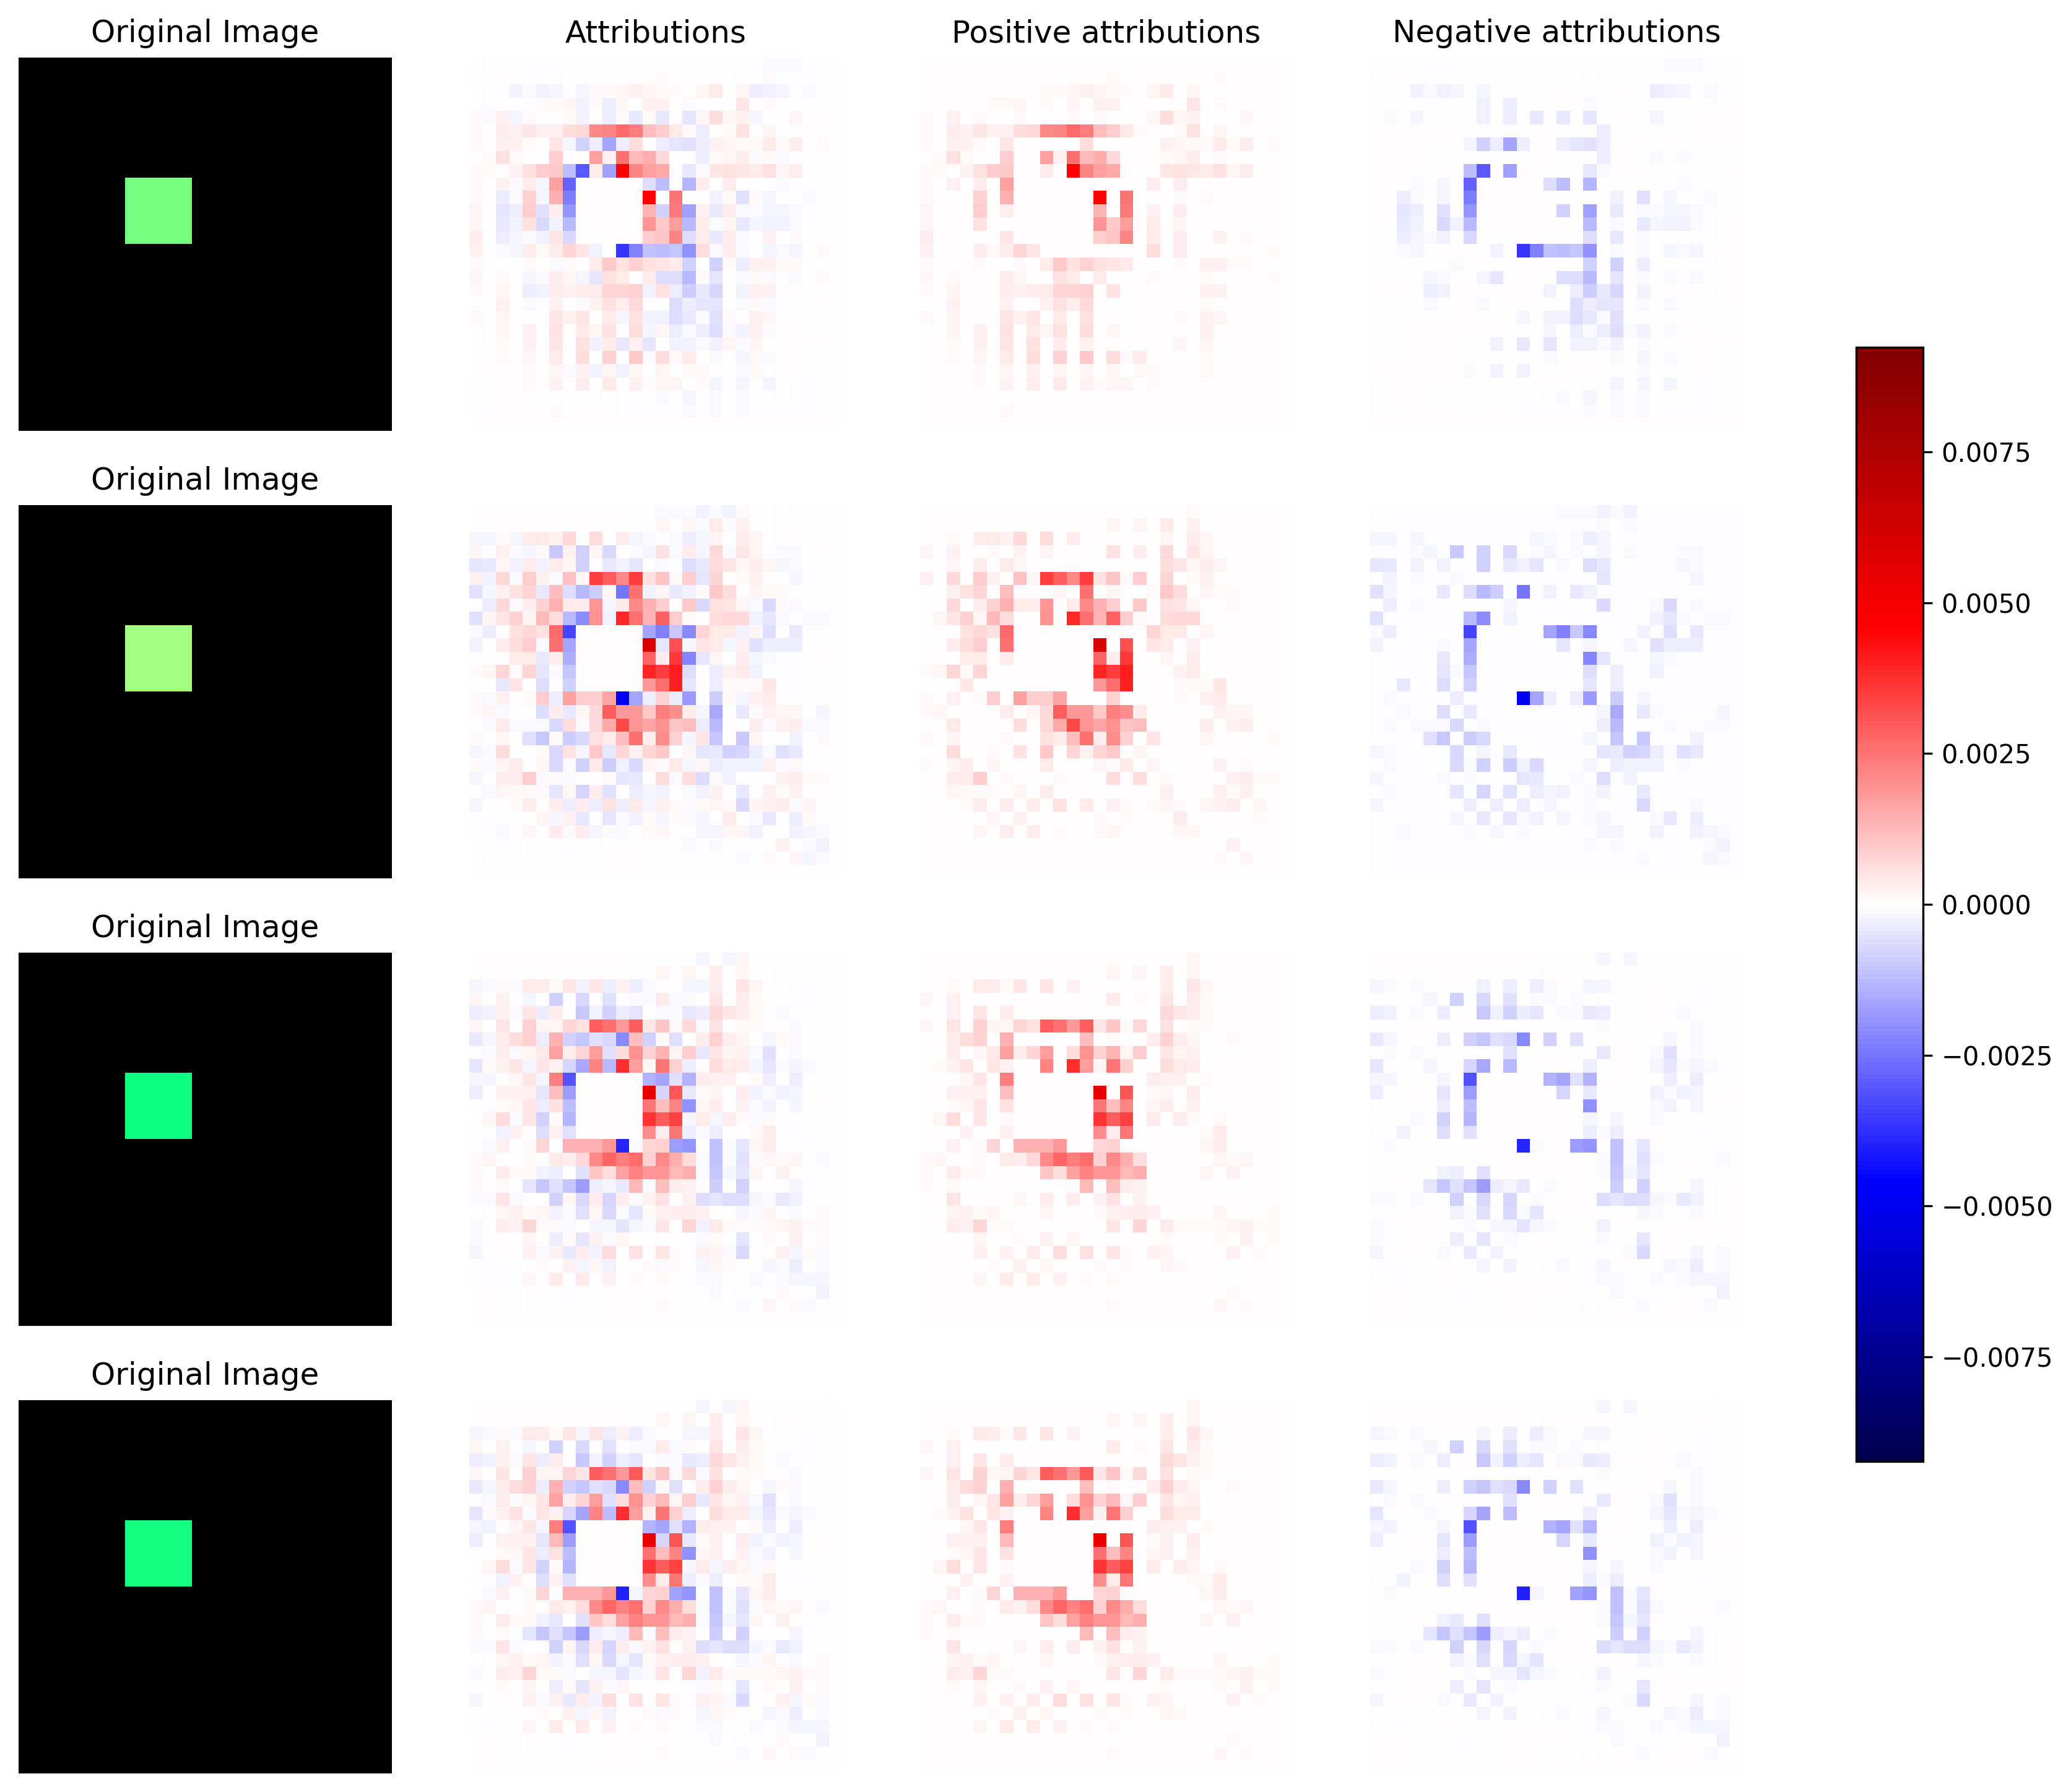 Original Image Attributions Positive attributions Negative attributions
Original Image
Original Image
Original Image
0.0075
0.0050
0.0025
0.0000
−0.0025
−0.0050
−0.0075